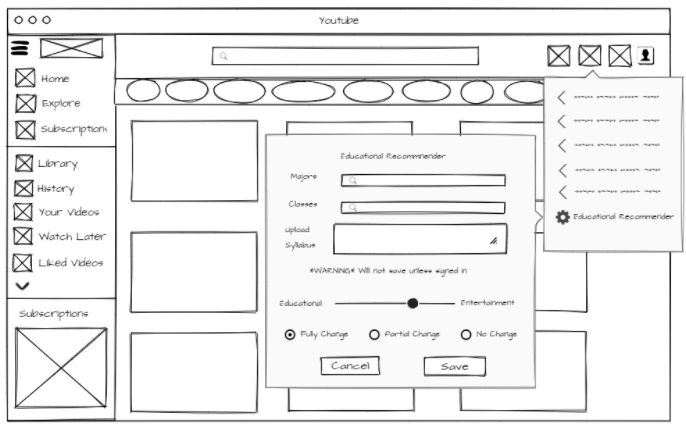 Youtube
Home
Explore
Subscriptions
Library
History
Your Videos
Watch Later
Liked Videos
Subscriptions
Educational Recommender
Majors
Classes
Upload
Syllabus
*WARNING* Will not save unless signed in
Educational Entertainment
Fully Change Partial Change No Change
Cancel Save
Educational Recommender